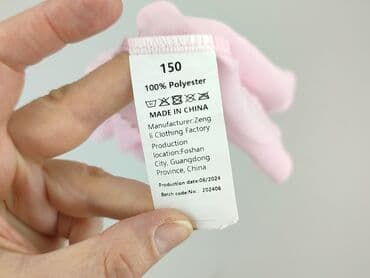 150
100% Polyester
MADE IN CHINA
Manufacturer:Zeng
li Clothing Factory
Production
location:Foshan
City, Guangdong
Province, China
Production date:06/2024
Batch code:No.: 202406